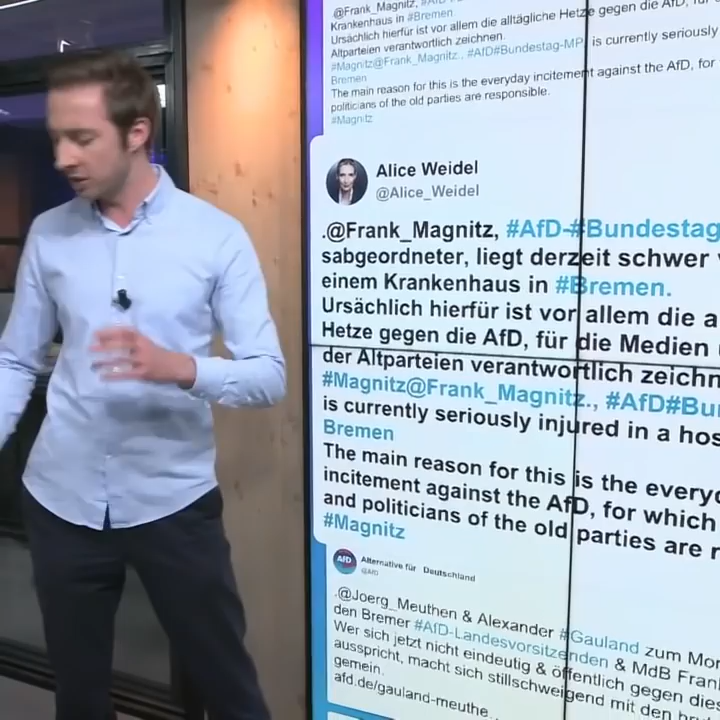 @Frank_Magnitz,
Krankenhaus in #Bremen
Ursächlich hierfür ist vor allem die alltägliche Hetze gegen die AfD, für
Altparteien verantwortlich zeichnen.
#Magnitz@Frank_Magnitz., #AfD#Bundestag-MP, is currently seriously
Bremen
The main reason for this is the everyday incitement against the AfD, for
politicians of the old parties are responsible.
#Magnitz
Alice Weidel
@Alice_Weidel
.@Frank_Magnitz, #AfD-#Bundestag
sabgeordneter, liegt derzeit schwer
einem Krankenhaus in #Bremen.
Ursächlich hierfür ist vor allem die a
Hetze gegen die AfD, für die Medien
der Altparteien verantwortlich zeichn
#Magnitz@Frank_Magnitz., #AfD#Bu
is currently seriously injured in a hos
Bremen
The main reason for this is the everyd
incitement against the AfD, for which
and politicians of the old parties are r
#Magnitz
AfD
Alternative für Deutschland
@AfD
.@Joerg_Meuthen & Alexander #Gauland zum Mor
den Bremer #AfD-Landesvorsitzenden & MdB Fran
Wer sich jetzt nicht eindeutig & öffentlich gegen dies
ausspricht, macht sich stillschweigend mit den
gemein.
afd.de/gauland-meuthe...